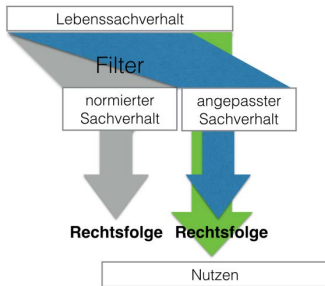 Lebenssachverhalt
Filter
normierter
Sachverhalt
angepasster
Sachverhalt
Rechtsfolge
Rechtsfolge
Nutzen